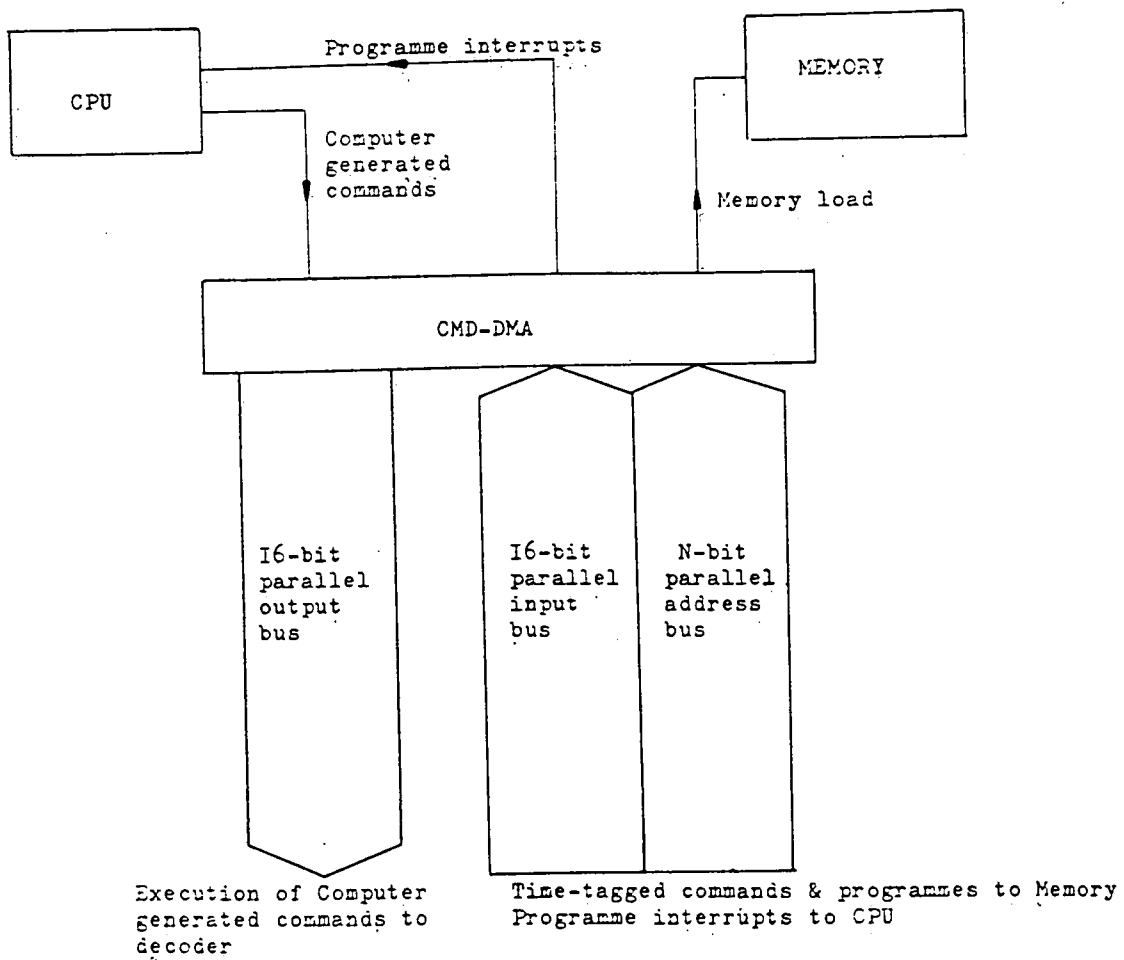 Programme interrupts
CPU
MEMORY
Computer
generated
commands
Memory load
CMD-DMA
I6-bit
parallel
output
bus
I6-bit
parallel
input
bus
N-bit
parallel
address
bus
Execution of Computer
generated commands to
decoder
Time-tagged commands & programmes to Memory
Programme interrupts to CPU